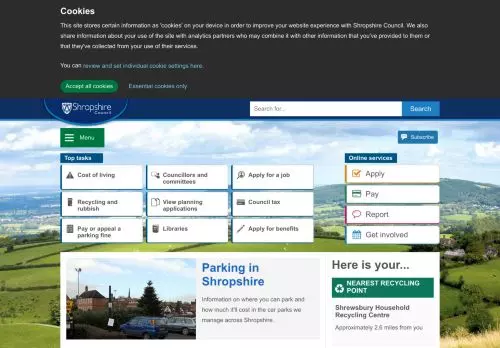 Cookies
This site stores certain information as 'cookies' on your device in order to improve your website experience with Shropshire Council. We also
share information about your use of the site with analytics partners who may combine it with other information that you've provided to them or
that they've collected from your use of their services.
You can review and set individual cookie settings here.
Accept all cookies
Essential cookies only
Shropshire
Council
Search for...
Search
Menu
Subscribe
Top tasks
Cost of living
Councillors and
committees
Apply for a job
Recycling and
rubbish
View planning
applications
Council tax
Pay or appeal a
parking fine
Libraries
Apply for benefits
Online services
Apply
Pay
Report
Get involved
Parking in
Shropshire
Information on where you can park and
how much it'll cost in the car parks we
manage across Shropshire.
Here is your...
NEAREST RECYCLING
POINT
Shrewsbury Household
Recycling Centre
Approximately 2.6 miles from you